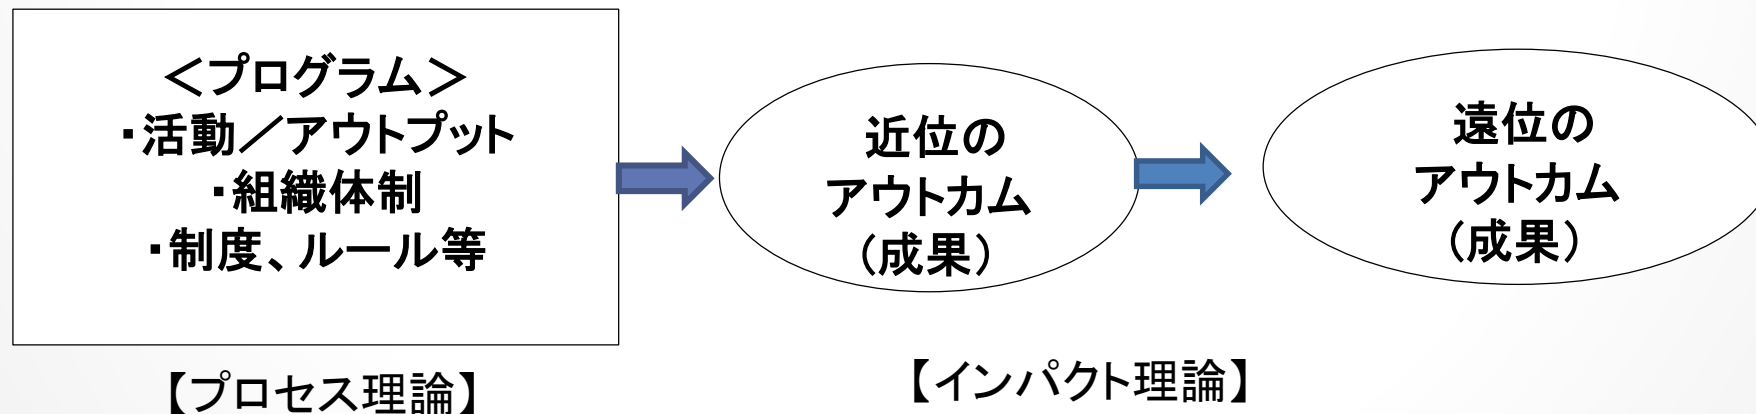 ＜プログラム＞
・活動／アウトプット
・組織体制
・制度、ルール等
近位の
アウトカム
（成果）
遠位の
アウトカム
（成果）
【プロセス理論】
【インパクト理論】